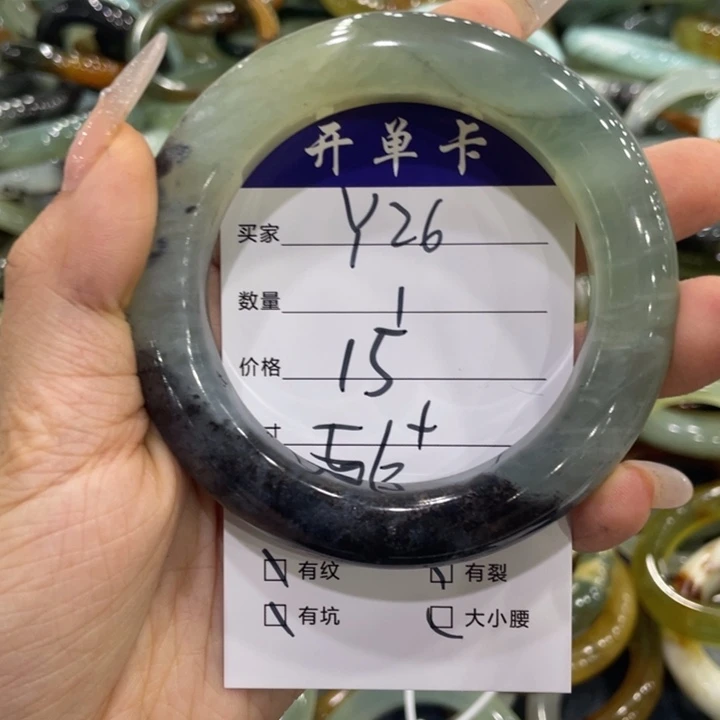 开单卡
买家 Y26
数量 1
价格 15
寸 56+
有纹 有裂
有坑 大小腰